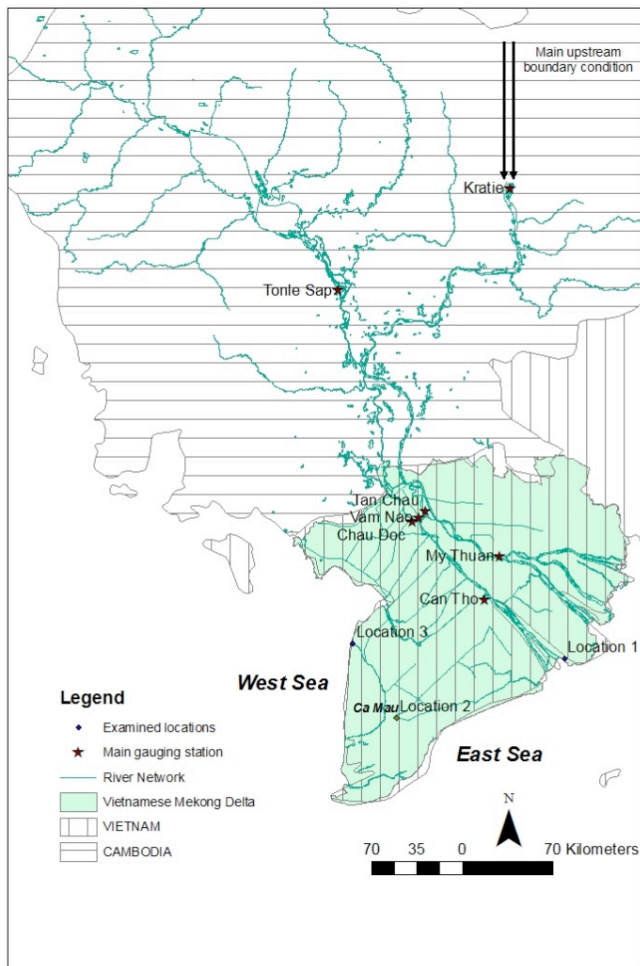 Main upstream
boundary condition
Kratie
Tonle Sap
Tan Chau
Vam Nao
Chau Doc
My Thuan
Can Tho
Location 3
Location 1
West Sea
Ca Mau
Location 2
East Sea
Legend
Examined locations
Main gauging station
River Network
Vietnamese Mekong Delta
VIETNAM
CAMBODIA
N
70 35 0 70 Kilometers